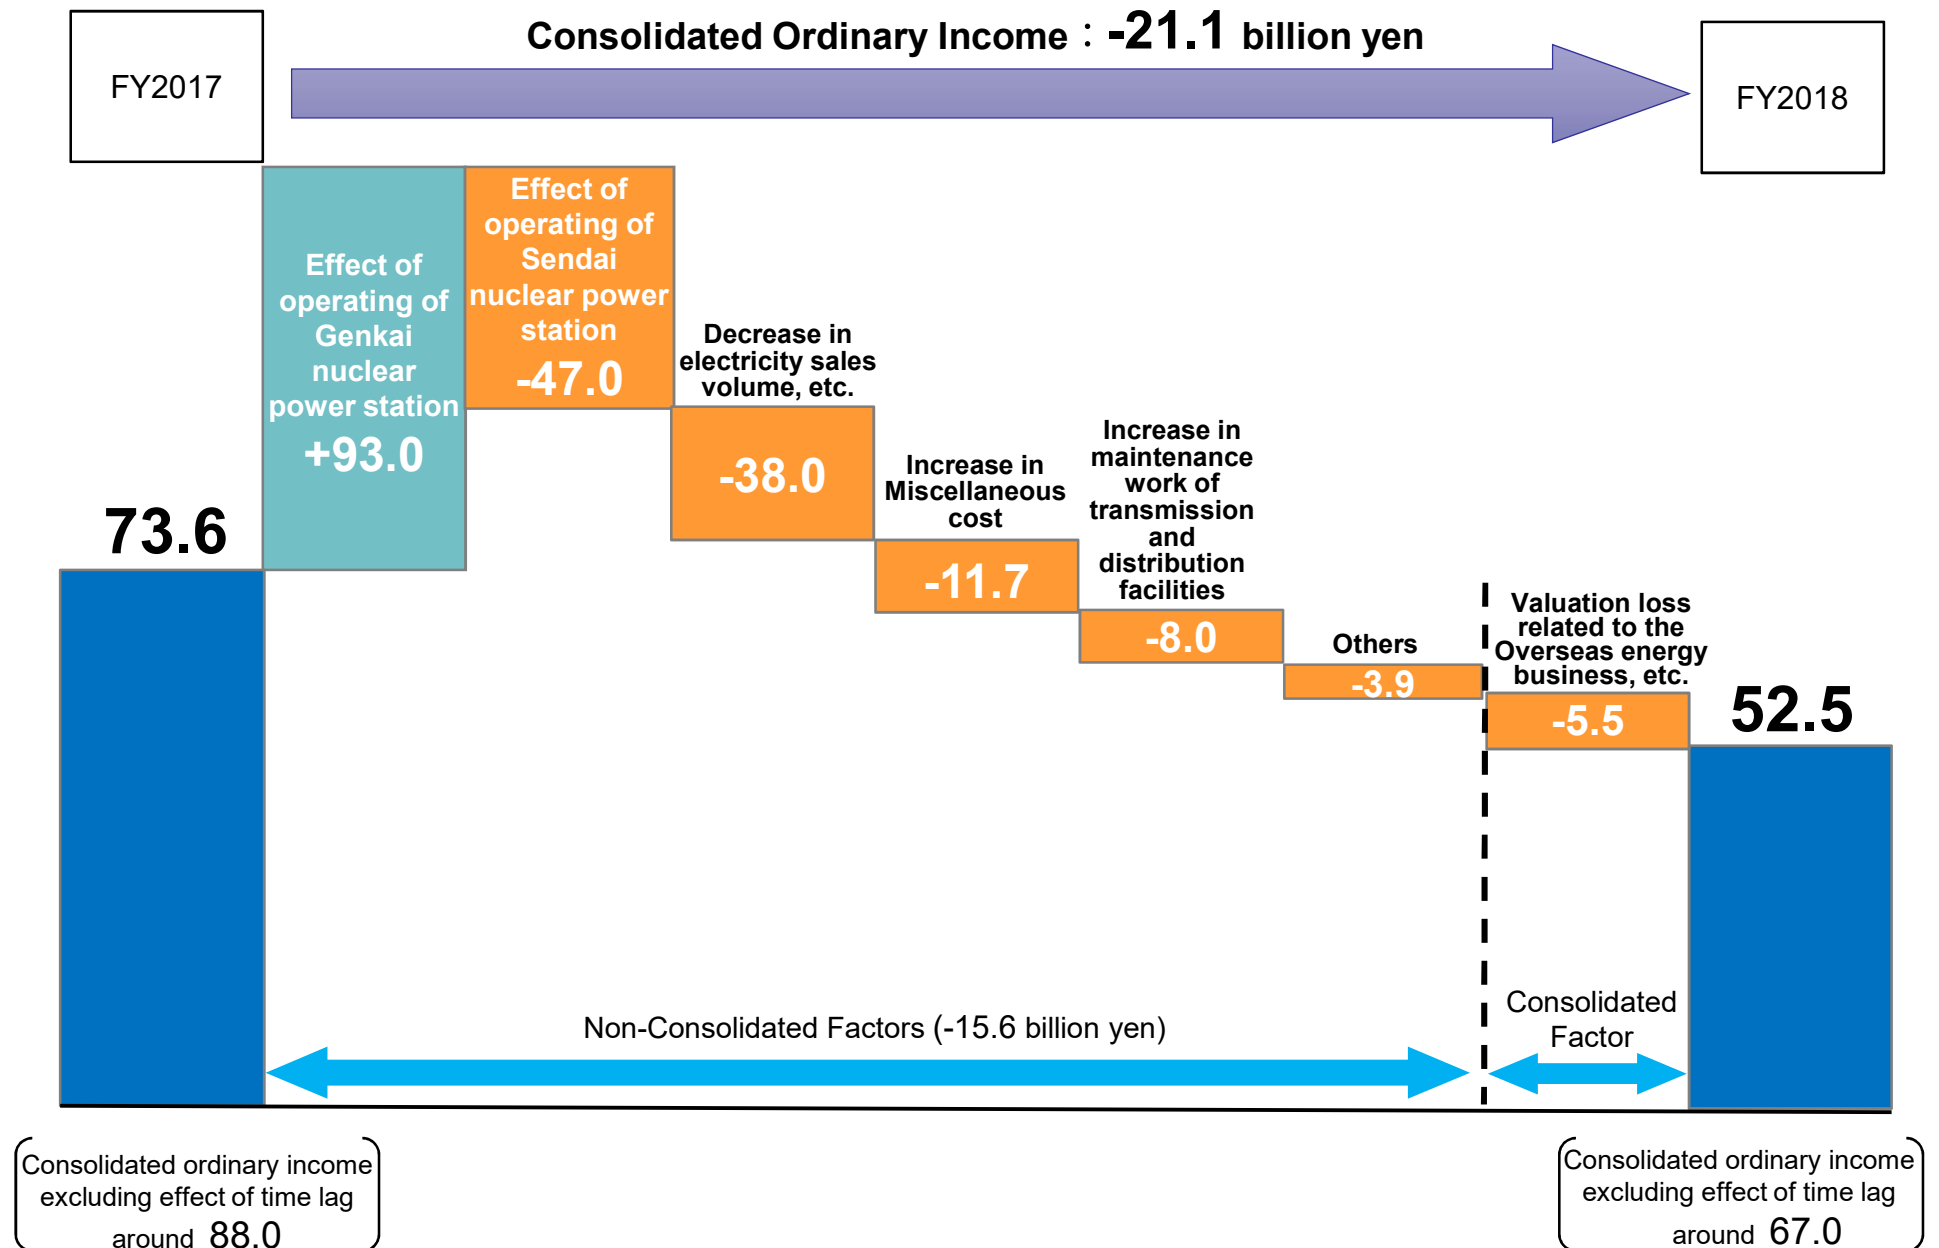 Consolidated Ordinary Income：-21.1 billion yen
FY2017
FY2018
Effect of
operating of
Genkai
nuclear
power station
+93.0
Effect of
operating of
Sendai
nuclear power
station
-47.0
Decrease in
electricity sales
volume, etc.
-38.0
Increase in
Miscellaneous
cost
-11.7
Increase in
maintenance
work of
transmission
and
distribution
facilities
-8.0
Others
-3.9
Valuation loss
related to the
Overseas energy
business, etc.
-5.5
73.6
52.5
Non-Consolidated Factors (-15.6 billion yen)
Consolidated
Factor
Consolidated ordinary income
excluding effect of time lag
around 88.0
Consolidated ordinary income
excluding effect of time lag
around 67.0